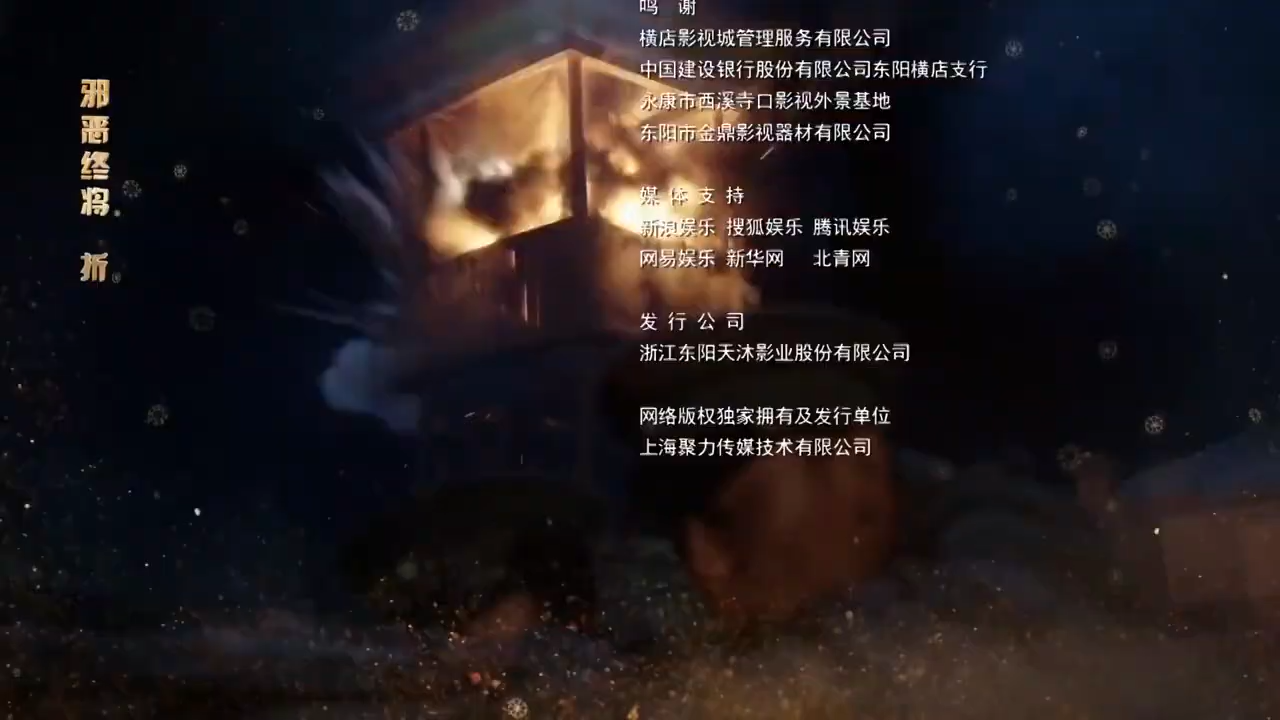 邪恶终将 折
鸣 谢
横店影视城管理服务有限公司
中国建设银行股份有限公司东阳横店支行
永康市西溪寺口影视外景基地
东阳市金鼎影视器材有限公司
媒 体 支 持
新浪娱乐 搜狐娱乐 腾讯娱乐
网易娱乐 新华网 北青网
发 行 公 司
浙江东阳天沐影业股份有限公司
网络版权独家拥有及发行单位
上海聚力传媒技术有限公司